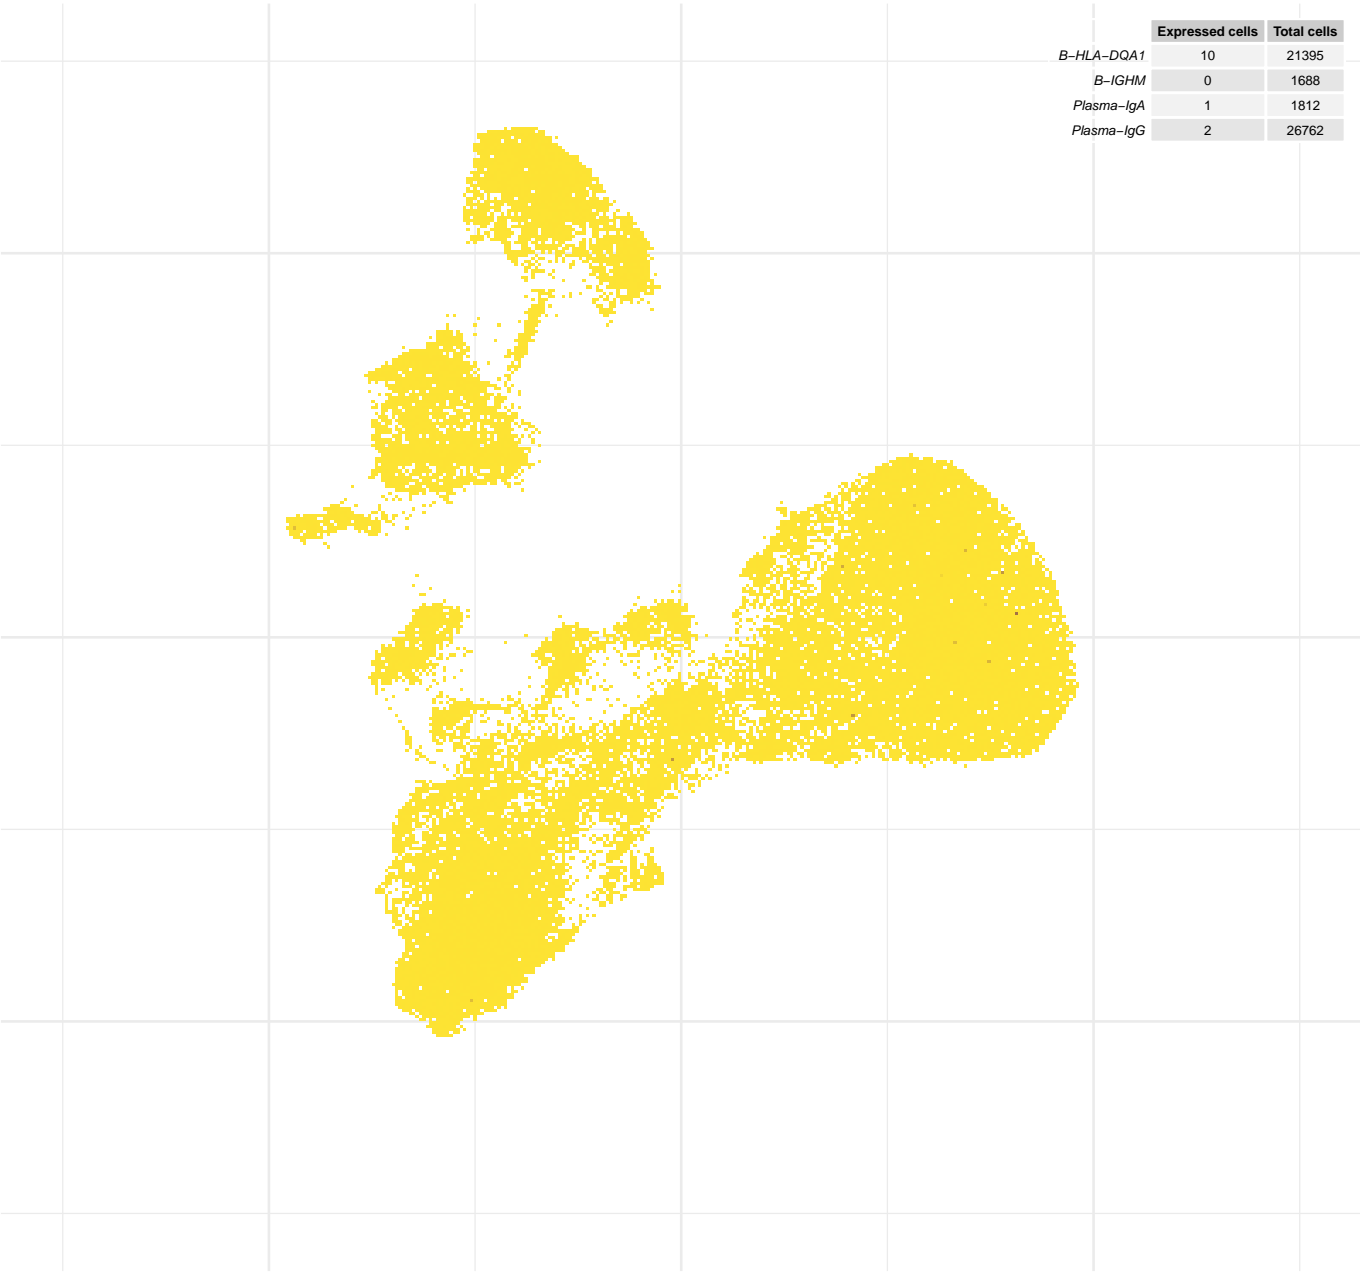 Expressed cells Total cells
B−HLA−DQA1 10 21395
B−IGHM 0 1688
Plasma−IgA 1 1812
Plasma−IgG 2 26762